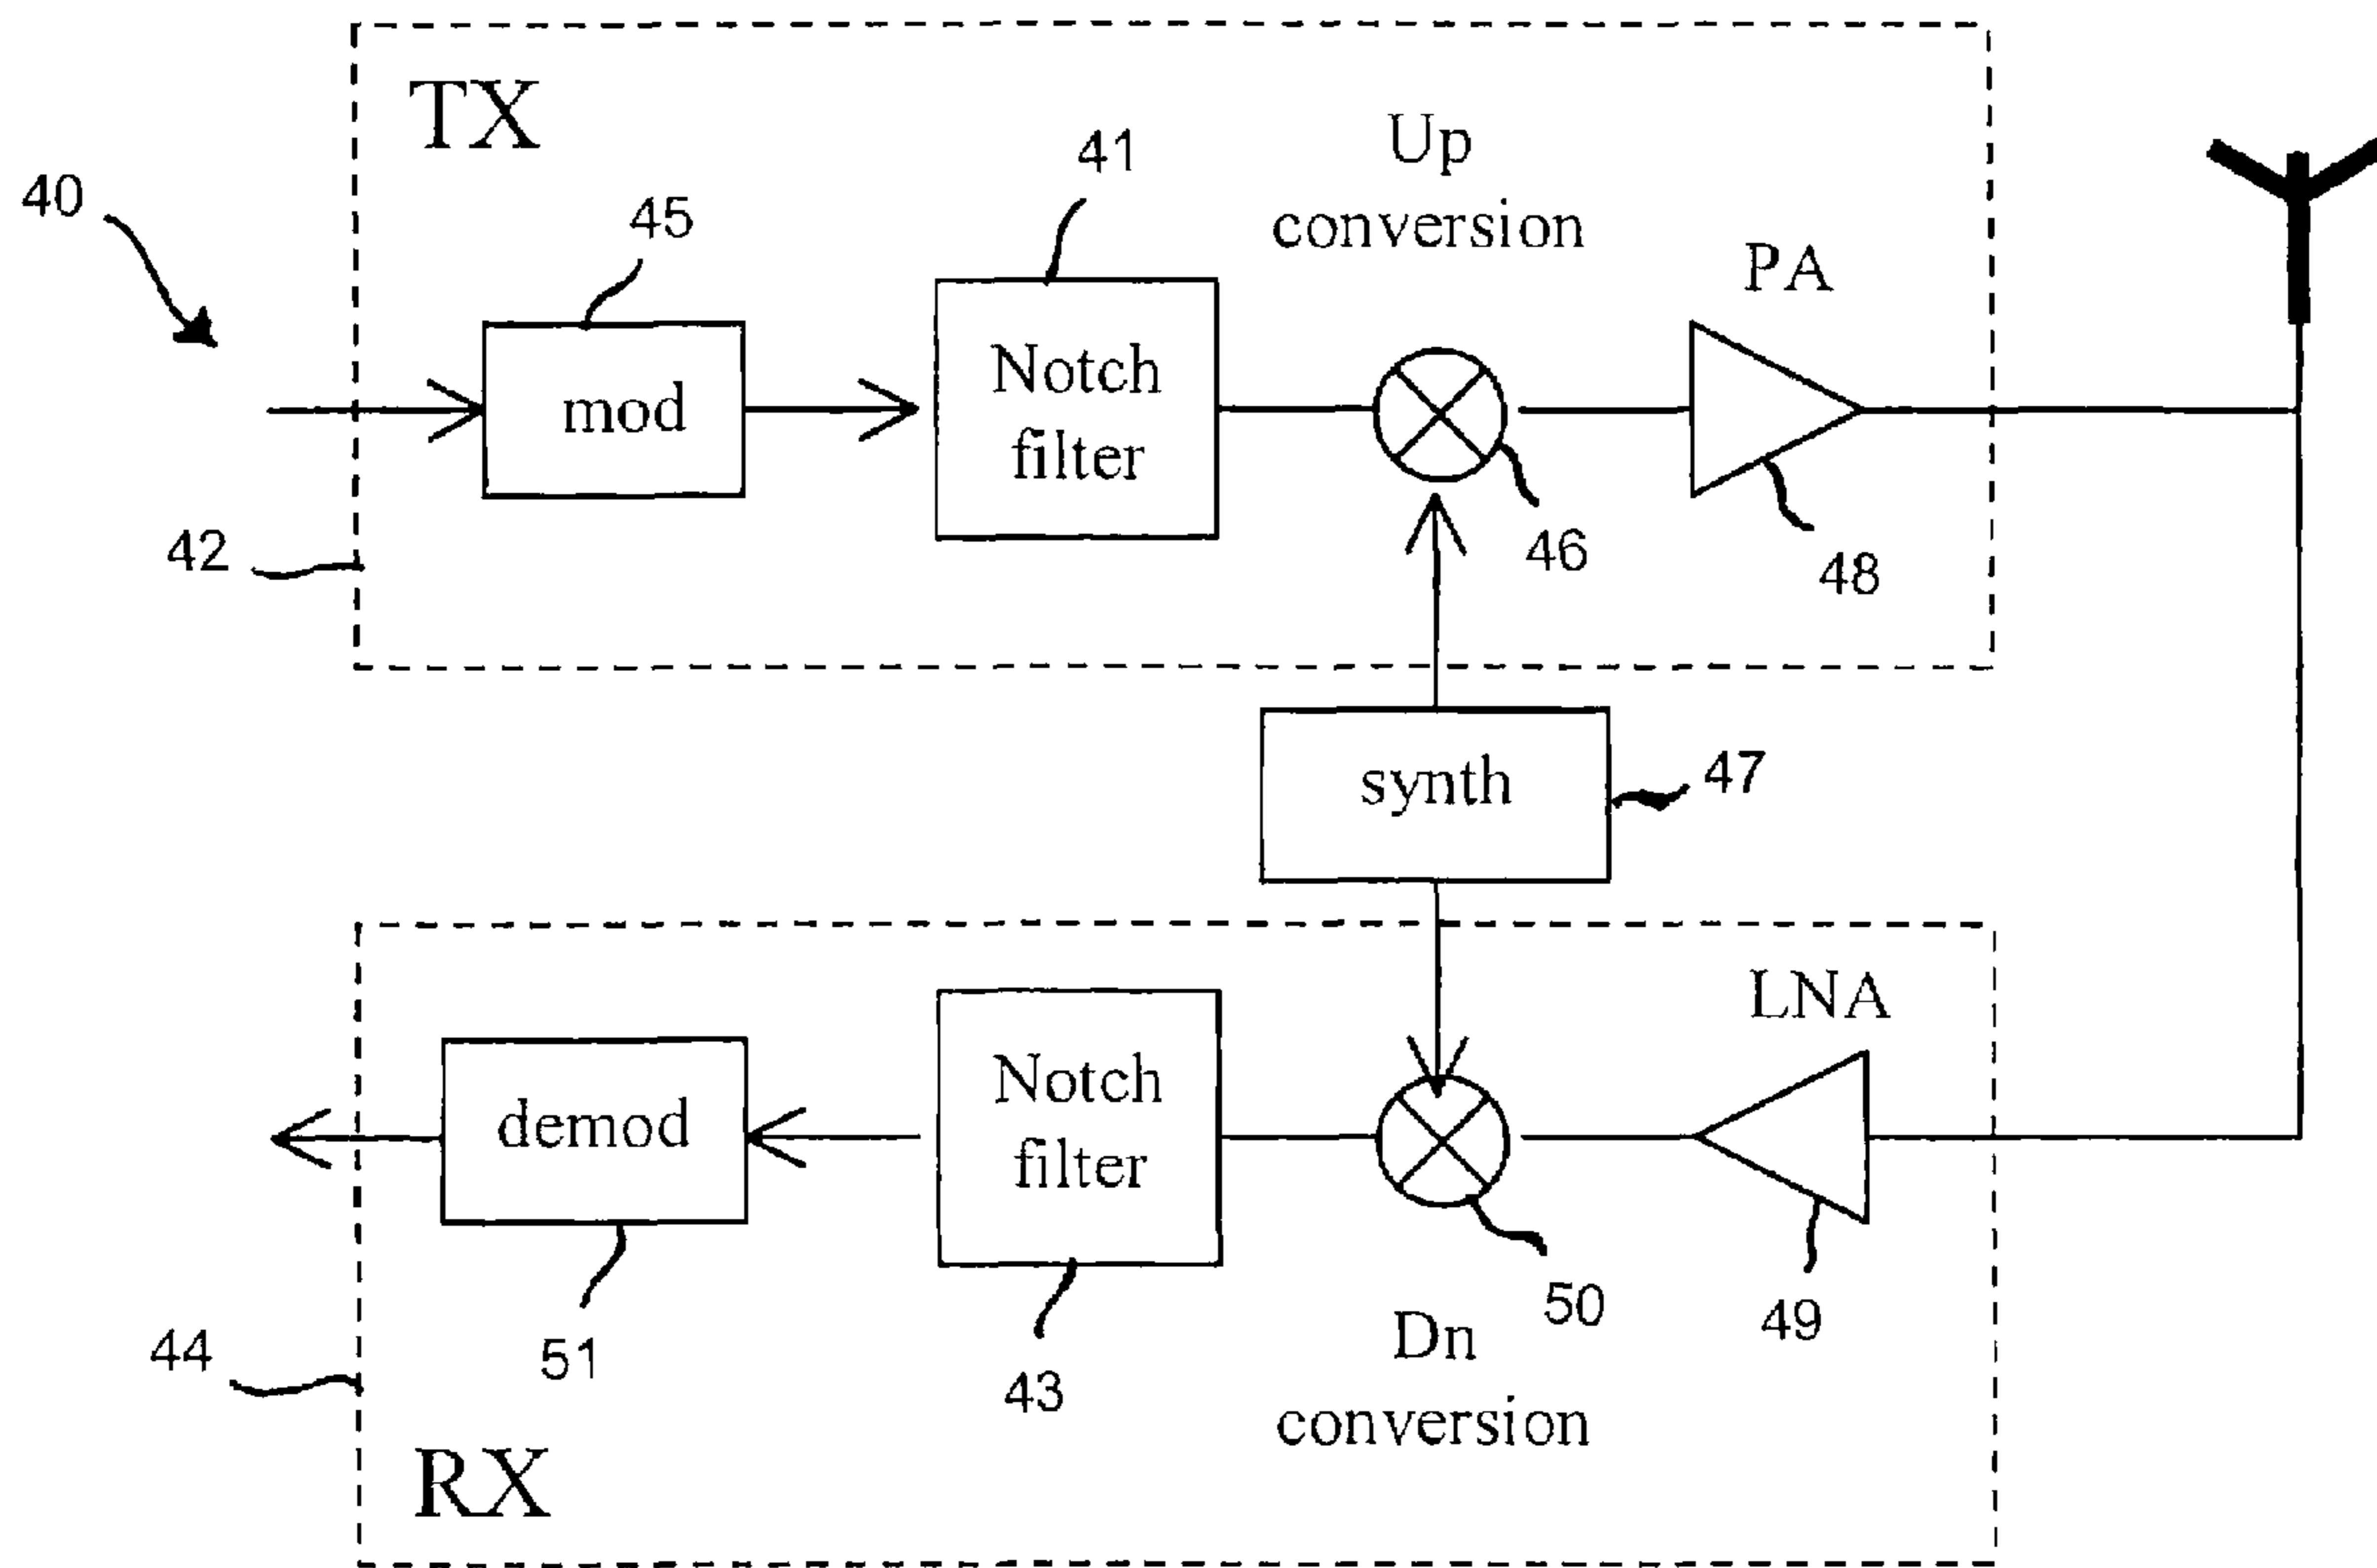 TX
40
45
41
Up
conversion
PA
mod
Notch
filter
42
46
48
synth
47
LNA
demod
Notch
filter
44
51
43
50
49
Dn
conversion
RX